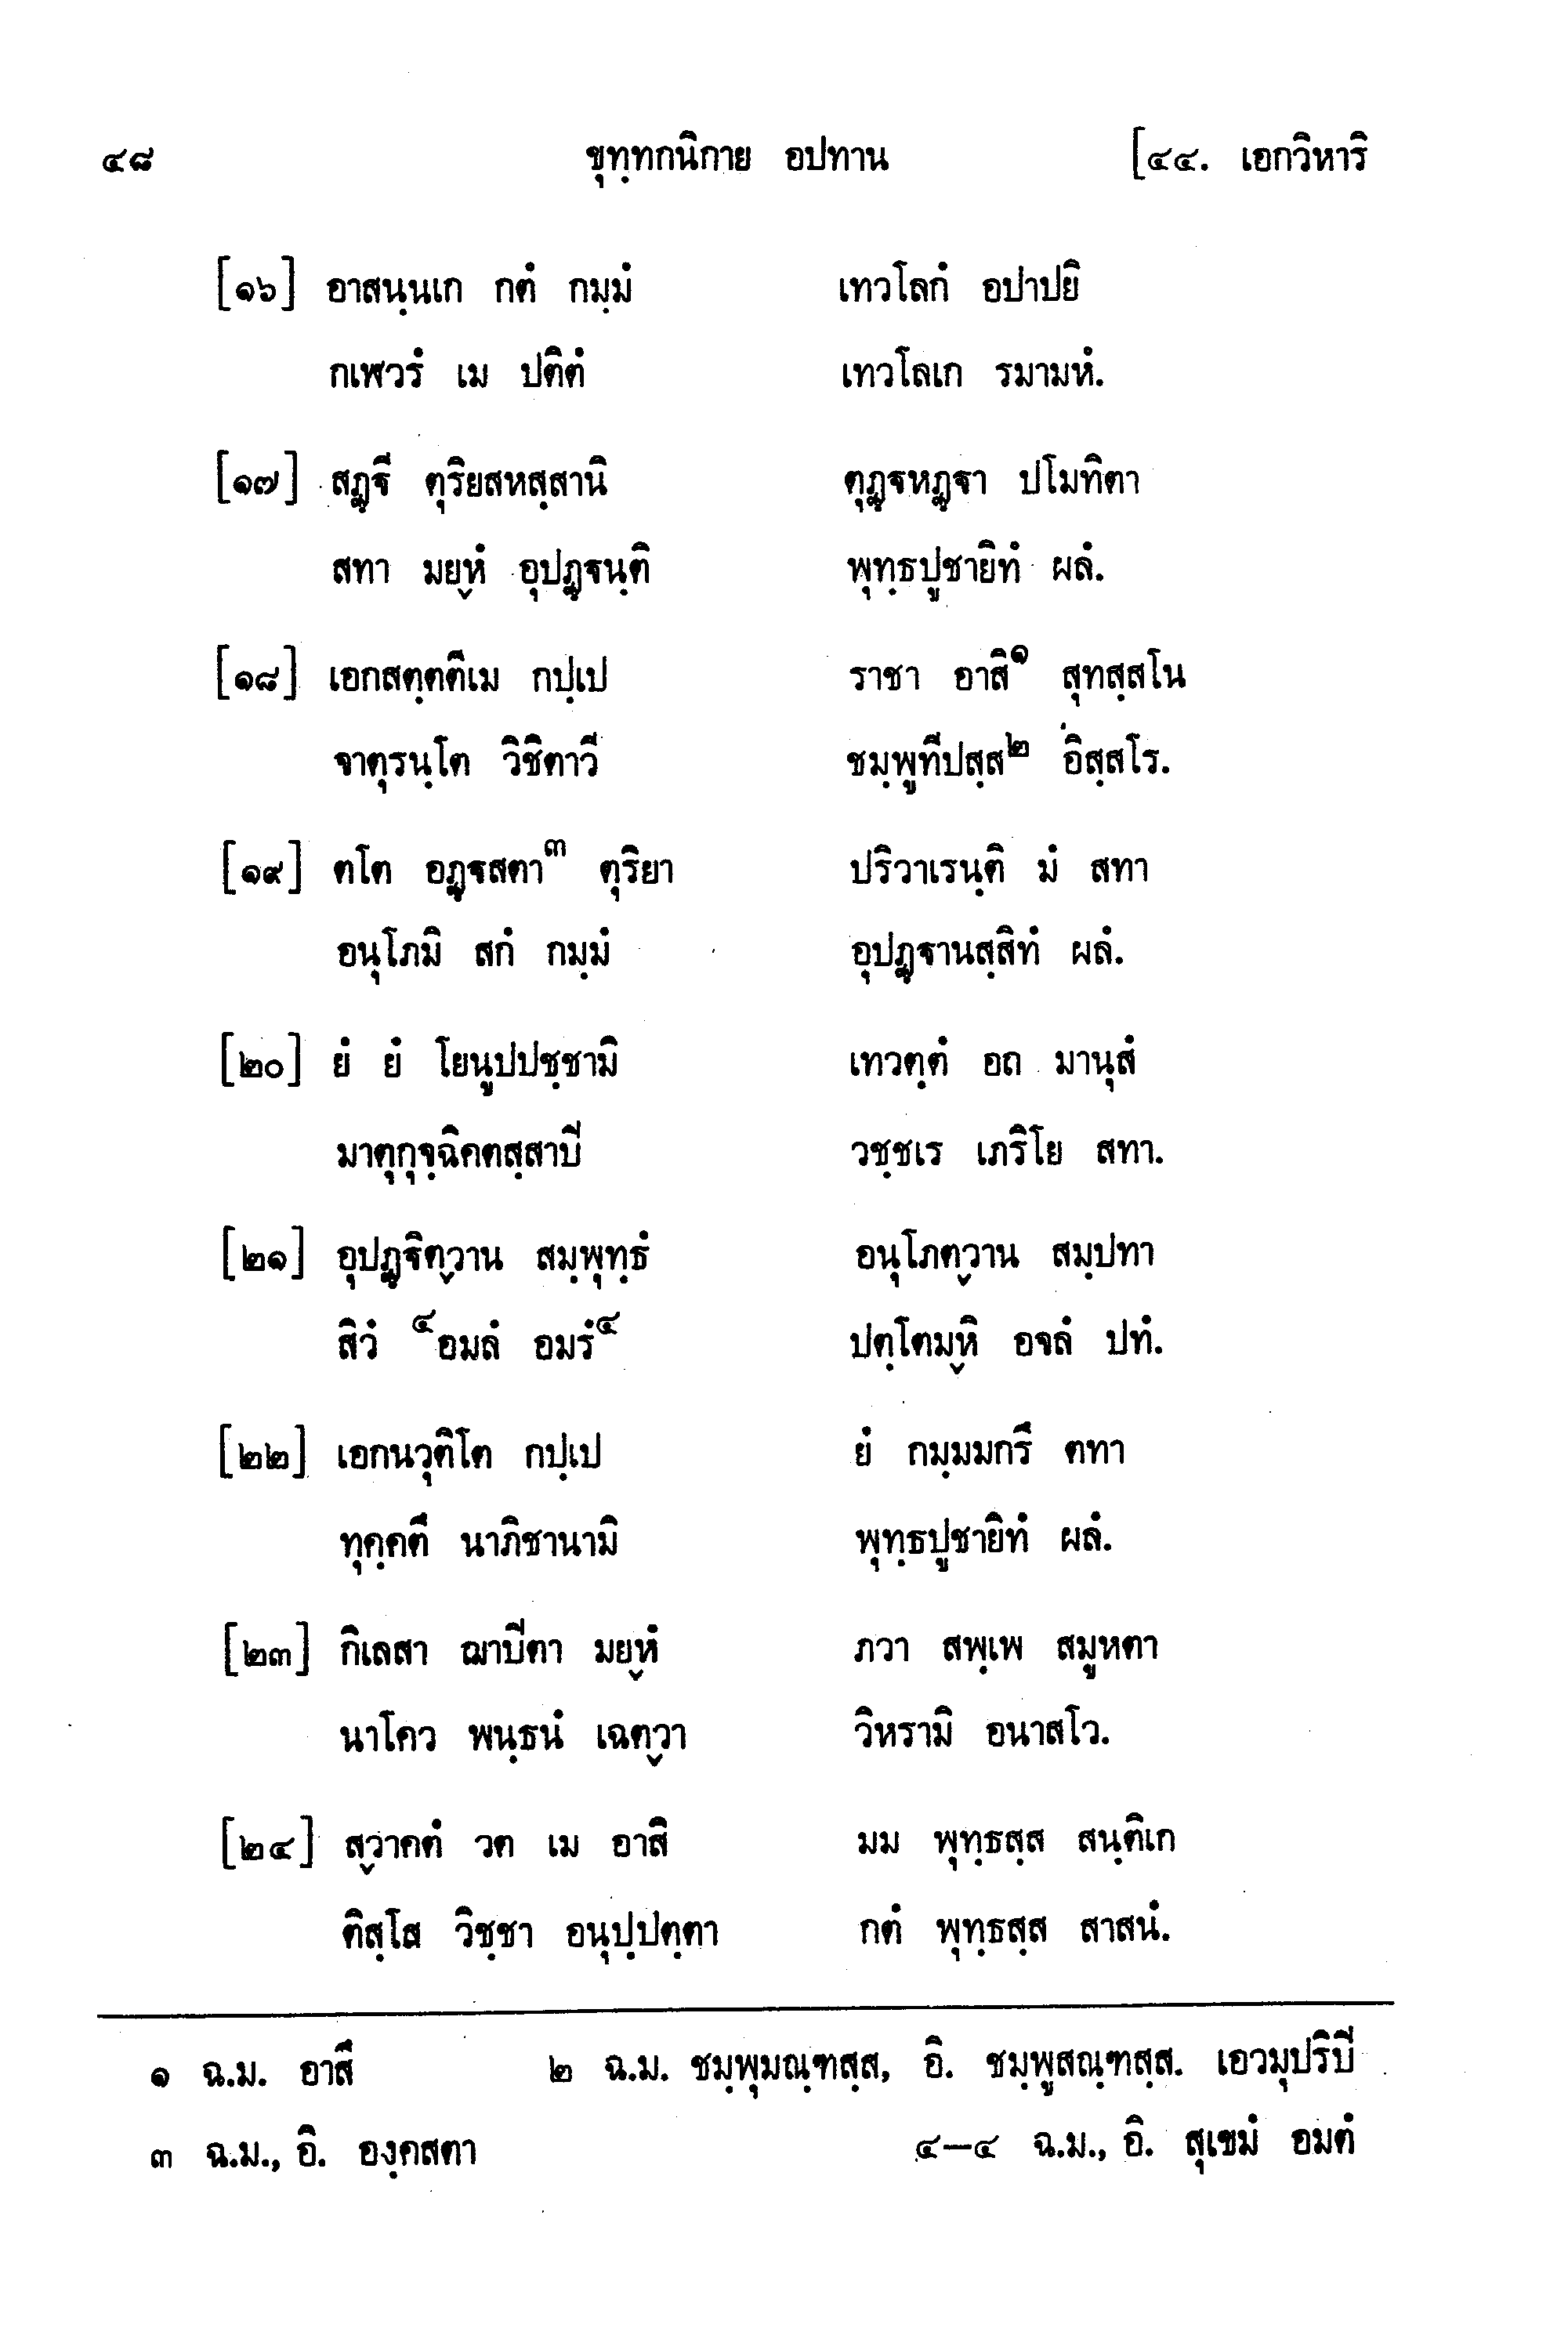 ๔๘ ขุทฺทกนิกาย อปทาน [๔๔. เอกวิหาริ
[๑๖] อาสนฺนเก กตํ กมฺมํ เทวโลกํ อปาปยิ
กเฬวรํ เม ปติตํ เทวโลเก รมามหํ.
[๑๗] สฏฺฐี ตุริยสหสฺสานิ ตุฏฺฐหฏฺฐา ปโมทิตา
สทา มยฺหํ อุปฏฺฐนฺติ พุทฺธปูชายิทํ ผลํ.
[๑๘] เอกสตฺตติเม กปฺเป ราชา อาสิ๑ สุทสฺสโน
จาตุรนฺโต วิชิตาวี ชมฺพูทีปสฺส๒ อิสฺสโร.
[๑๙] ตโต อฏฺฐสตา๓ ตุริยา ปริวาเรนฺติ มํ สทา
อนุโภมิ สกํ กมฺมํ อุปฏฺฐานสฺสิทํ ผลํ.
[๒๐] ยํ ยํ โยนูปปชฺชามิ เทวตฺตํ อถ มานุสํ
มาตุกุจฺฉิคตสฺสาปี วชฺชเร เภริโย สทา.
[๒๑] อุปฏฺฐิตฺวาน สมฺพุทฺธํ อนุโภตฺวาน สมฺปทา
สิวํ ๔อมลํ อมรํ๔ ปตฺโตมฺหิ อจลํ ปทํ.
[๒๒] เอกนวุติโต กปฺเป ยํ กมฺมมกรึ ตทา
ทุคฺคตึ นาภิชานามิ พุทฺธปูชายิทํ ผลํ.
[๒๓] กิเลสา ฌาปิตา มยฺหํ ภวา สพฺเพ สมูหตา
นาโคว พนฺธนํ เฉตฺวา วิหรามิ อนาสโว.
[๒๔] สฺวาคตํ วต เม อาสิ มม พุทฺธสฺส สนฺติเก
ติสฺโส วิชฺชา อนุปฺปตฺตา กตํ พุทฺธสฺส สาสนํ.
๑ ฉ.ม. อาสึ ๒ ฉ.ม. ชมฺพุมณฺฑสฺส, อิ. ชมฺพูสณฺฑสฺส. เอวมุปริปิ
๓ ฉ.ม., อิ. องฺคสตา ๔–๔ ฉ.ม., อิ. สุเขมํ อมตํ